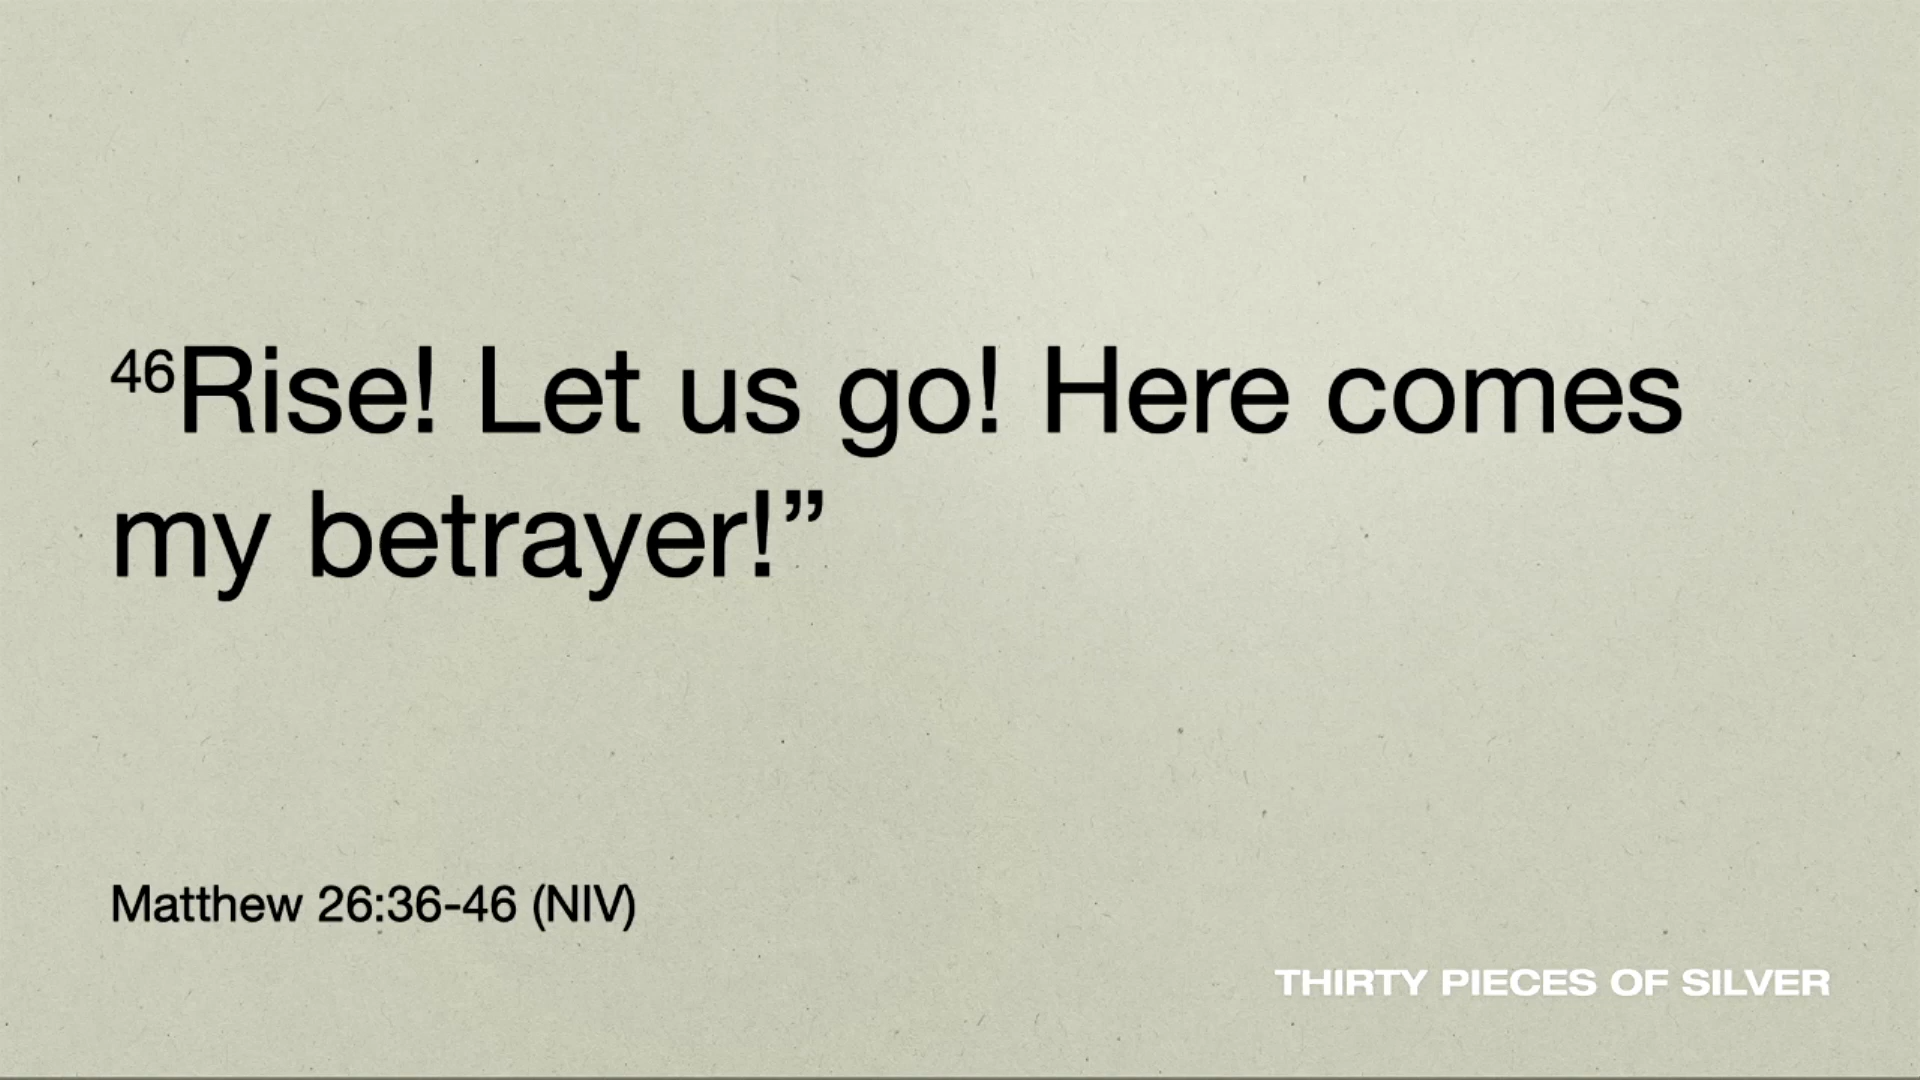 46Rise! Let us go! Here comes
my betrayer!”
Matthew 26:36-46 (NIV)
THIRTY PIECES OF SILVER